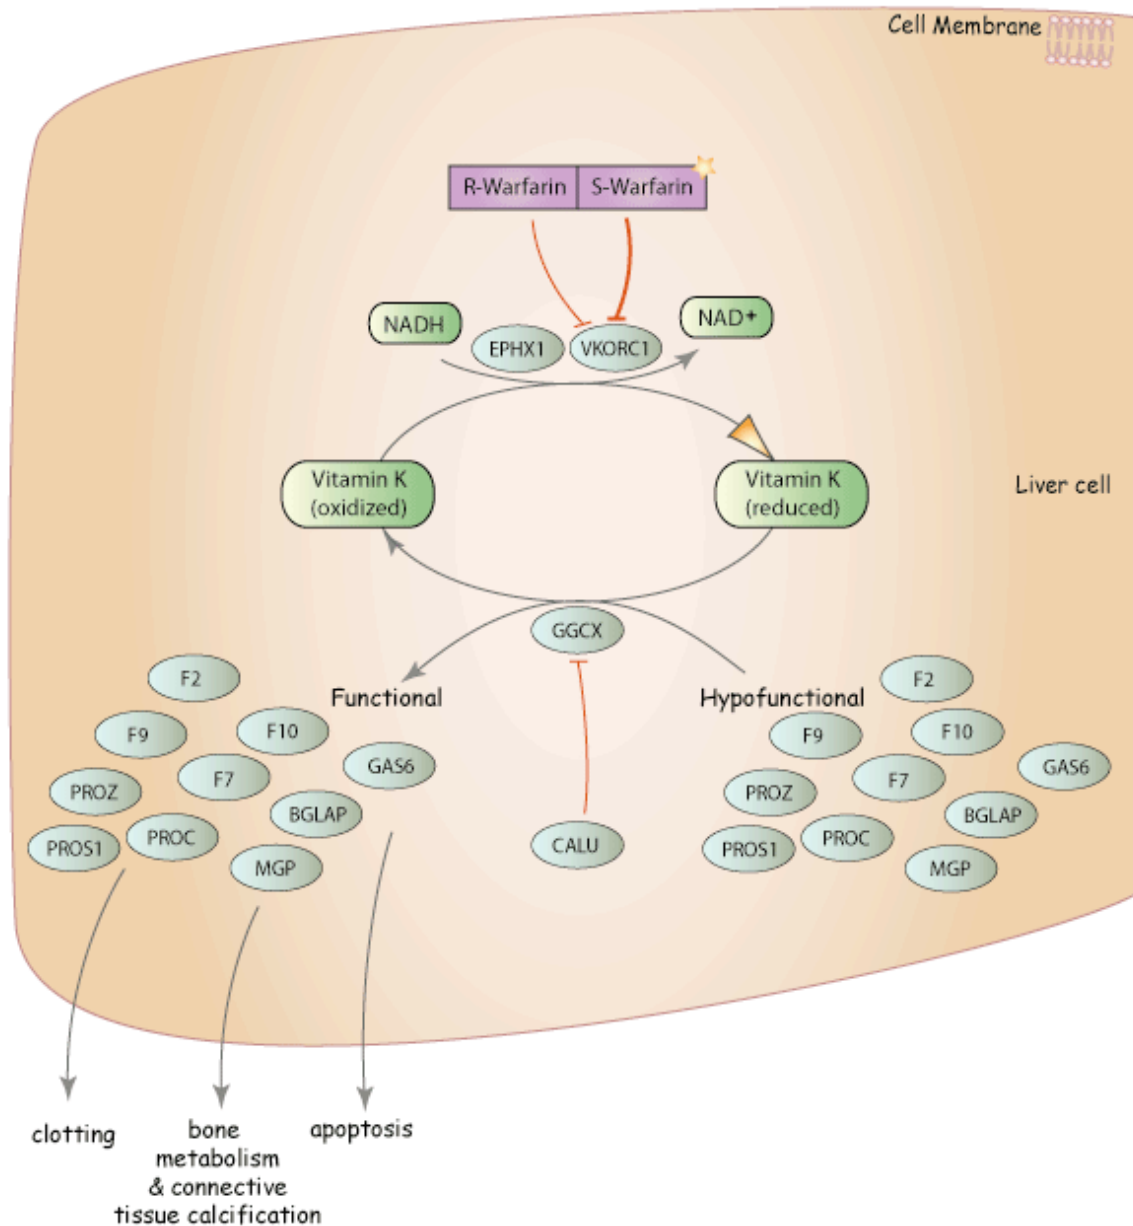 Cell Membrane
R-Warfarin
S-Warfarin
NADH
NAD+
EPHX1
VKORC1
Vitamin K
(oxidized)
Vitamin K
(reduced)
Liver cell
GGCX
Functional
Hypofunctional
F2
F9
F10
GAS6
PROZ
F7
BGLAP
PROS1
PROC
MGP
CALU
F2
F9
F10
GAS6
PROZ
F7
BGLAP
PROS1
PROC
MGP
clotting
bone
metabolism
& connective
tissue calcification
apoptosis